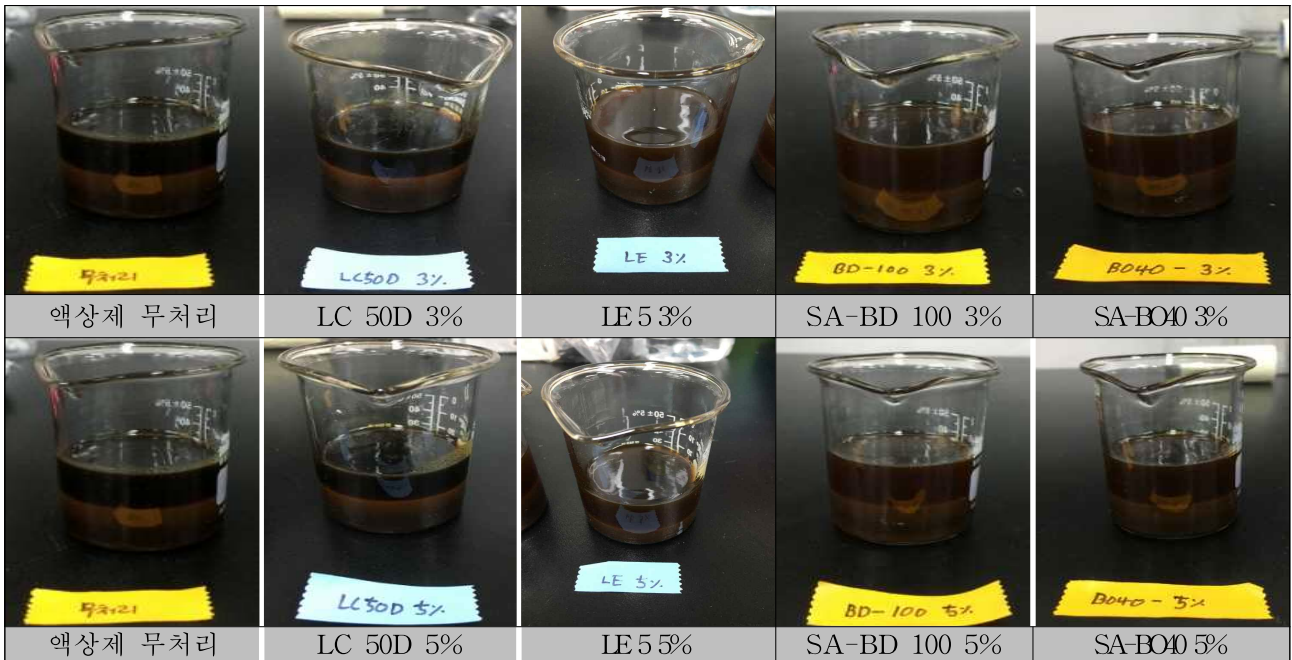 무처리
LC50D 3%
LE 3%
BD-100 3%
BO40 - 3%
액상제 무처리
LC 50D 3%
LE 5 3%
SA-BD 100 3%
SA-BO40 3%
무처리
LC50D 5%
LE 5%
BD-100 5%
BO40 - 5%
액상제 무처리
LC 50D 5%
LE 5 5%
SA-BD 100 5%
SA-BO40 5%